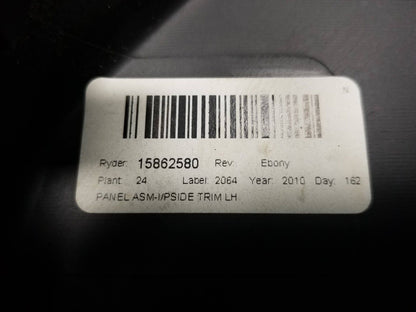 N
Ryder: 15862580 Rev: Ebony
Plant: 24 Label: 2064 Year: 2010 Day: 162
PANEL ASM-I/PSIDE TRIM LH